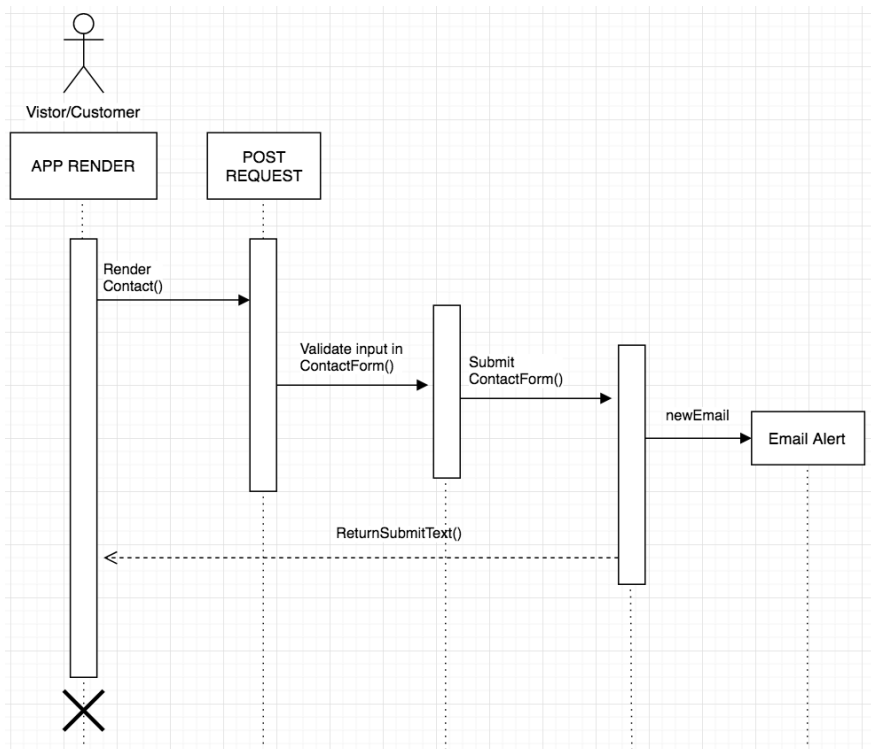 Vistor/Customer
APP RENDER
POST
REQUEST
Render
Contact()
Validate input in
ContactForm()
Submit
ContactForm()
newEmail
Email Alert
ReturnSubmitText()